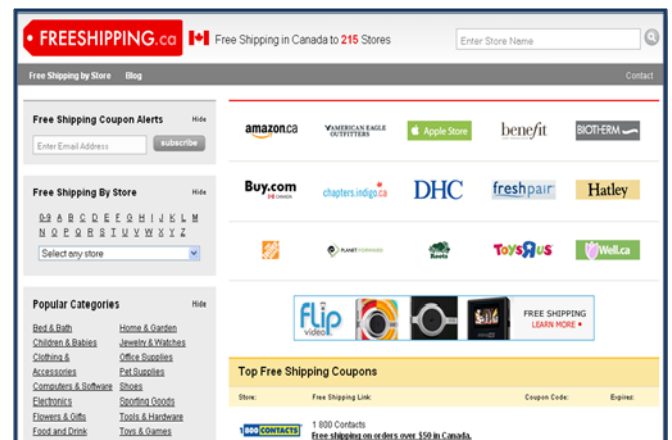 FREESHIPPING.ca
Free Shipping in Canada to 215 Stores
Enter Store Name
Free Shipping by Store Blog Contact
Free Shipping Coupon Alerts Hide
Enter Email Address subscribe
Free Shipping By Store Hide
0-9 A B C D E F G H I J K L M
N O P Q R S T U V W X Y Z
Select any store
Popular Categories Hide
Bed & Bath Home & Garden
Children & Babies Jewelry & Watches
Clothing & Office Supplies
Accessories Pet Supplies
Computers & Software Shoes
Electronics Sporting Goods
Flowers & Gifts Tools & Hardware
Food and Drink Toys & Games
amazon.ca AMERICAN EAGLE OUTFITTERS Apple Store benefit BIOTHERM
Buy.com CANADA chapters.indigo.ca DHC freshpair Hatley
PLANET Roots TOYS R US Well.ca
flip video FREE SHIPPING
LEARN MORE
Top Free Shipping Coupons
Store: Free Shipping Link: Coupon Code: Expires:
1 800 CONTACTS 1 800 Contacts
Free shipping on orders over $50 in Canada.